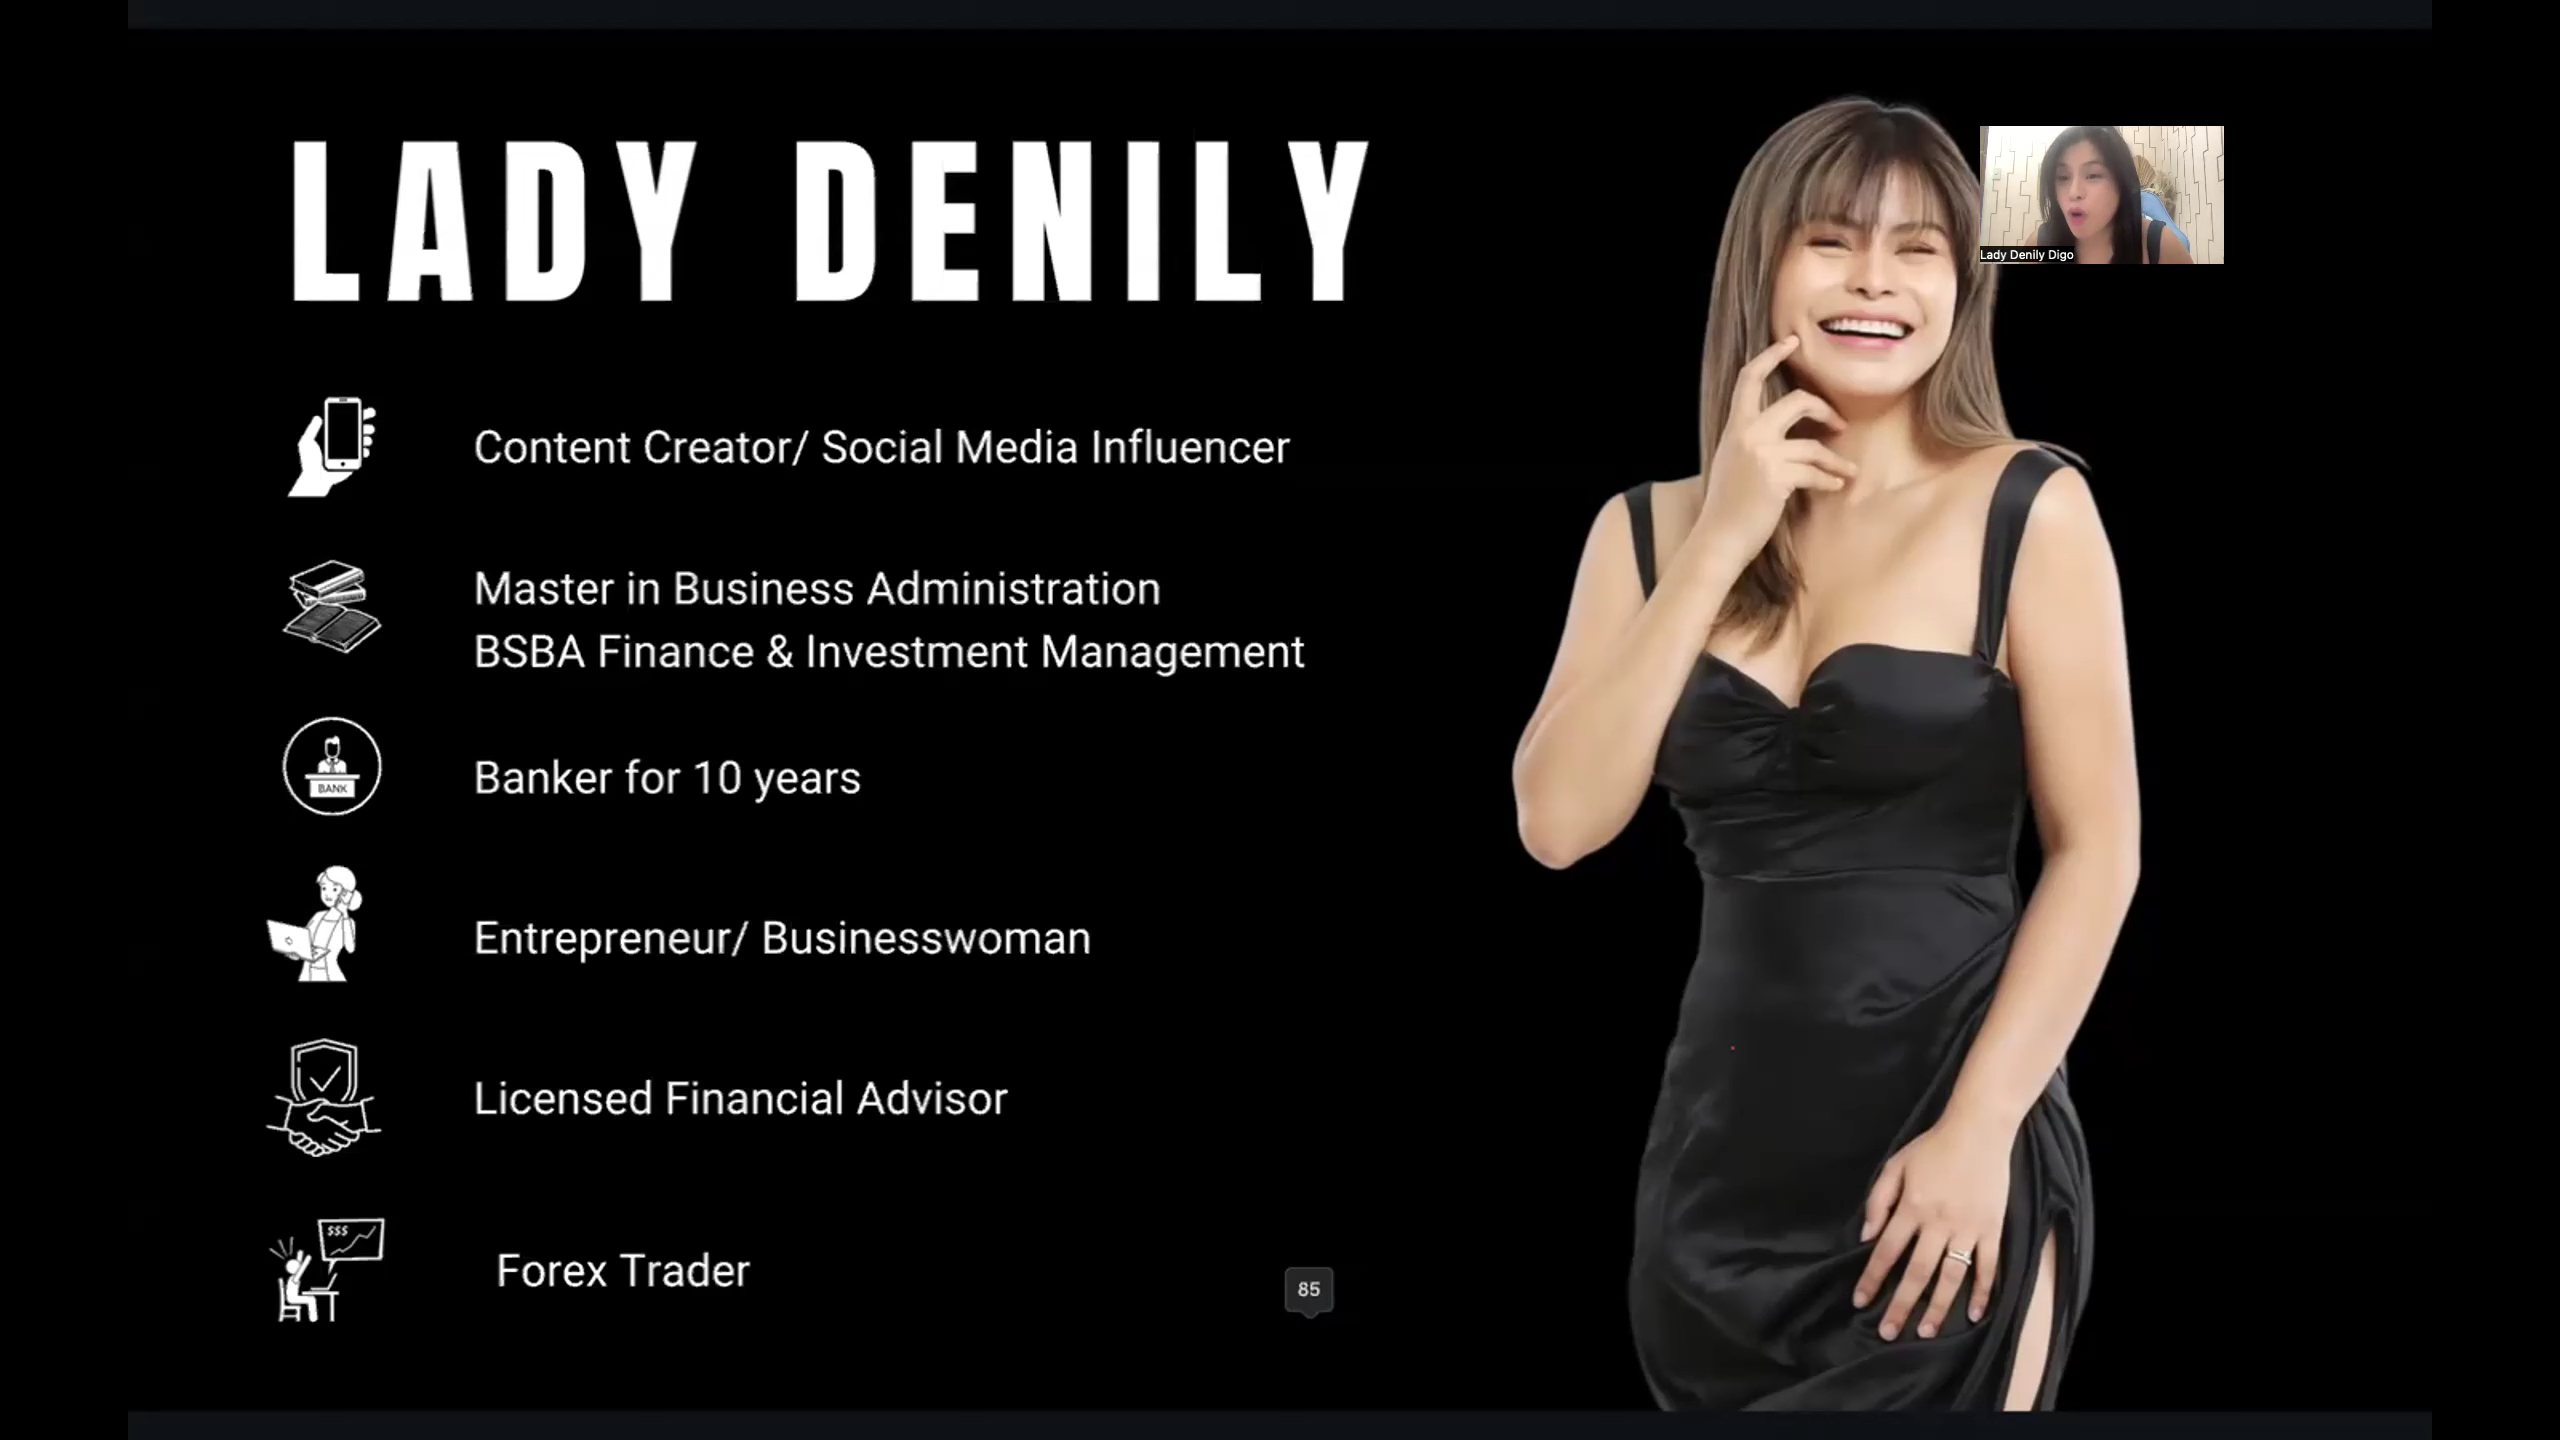 LADY DENILY
Lady Denily Digo
Content Creator/ Social Media Influencer
Master in Business Administration
BSBA Finance & Investment Management
BANK
Banker for 10 years
Entrepreneur/ Businesswoman
Licensed Financial Advisor
$$$
Forex Trader
85